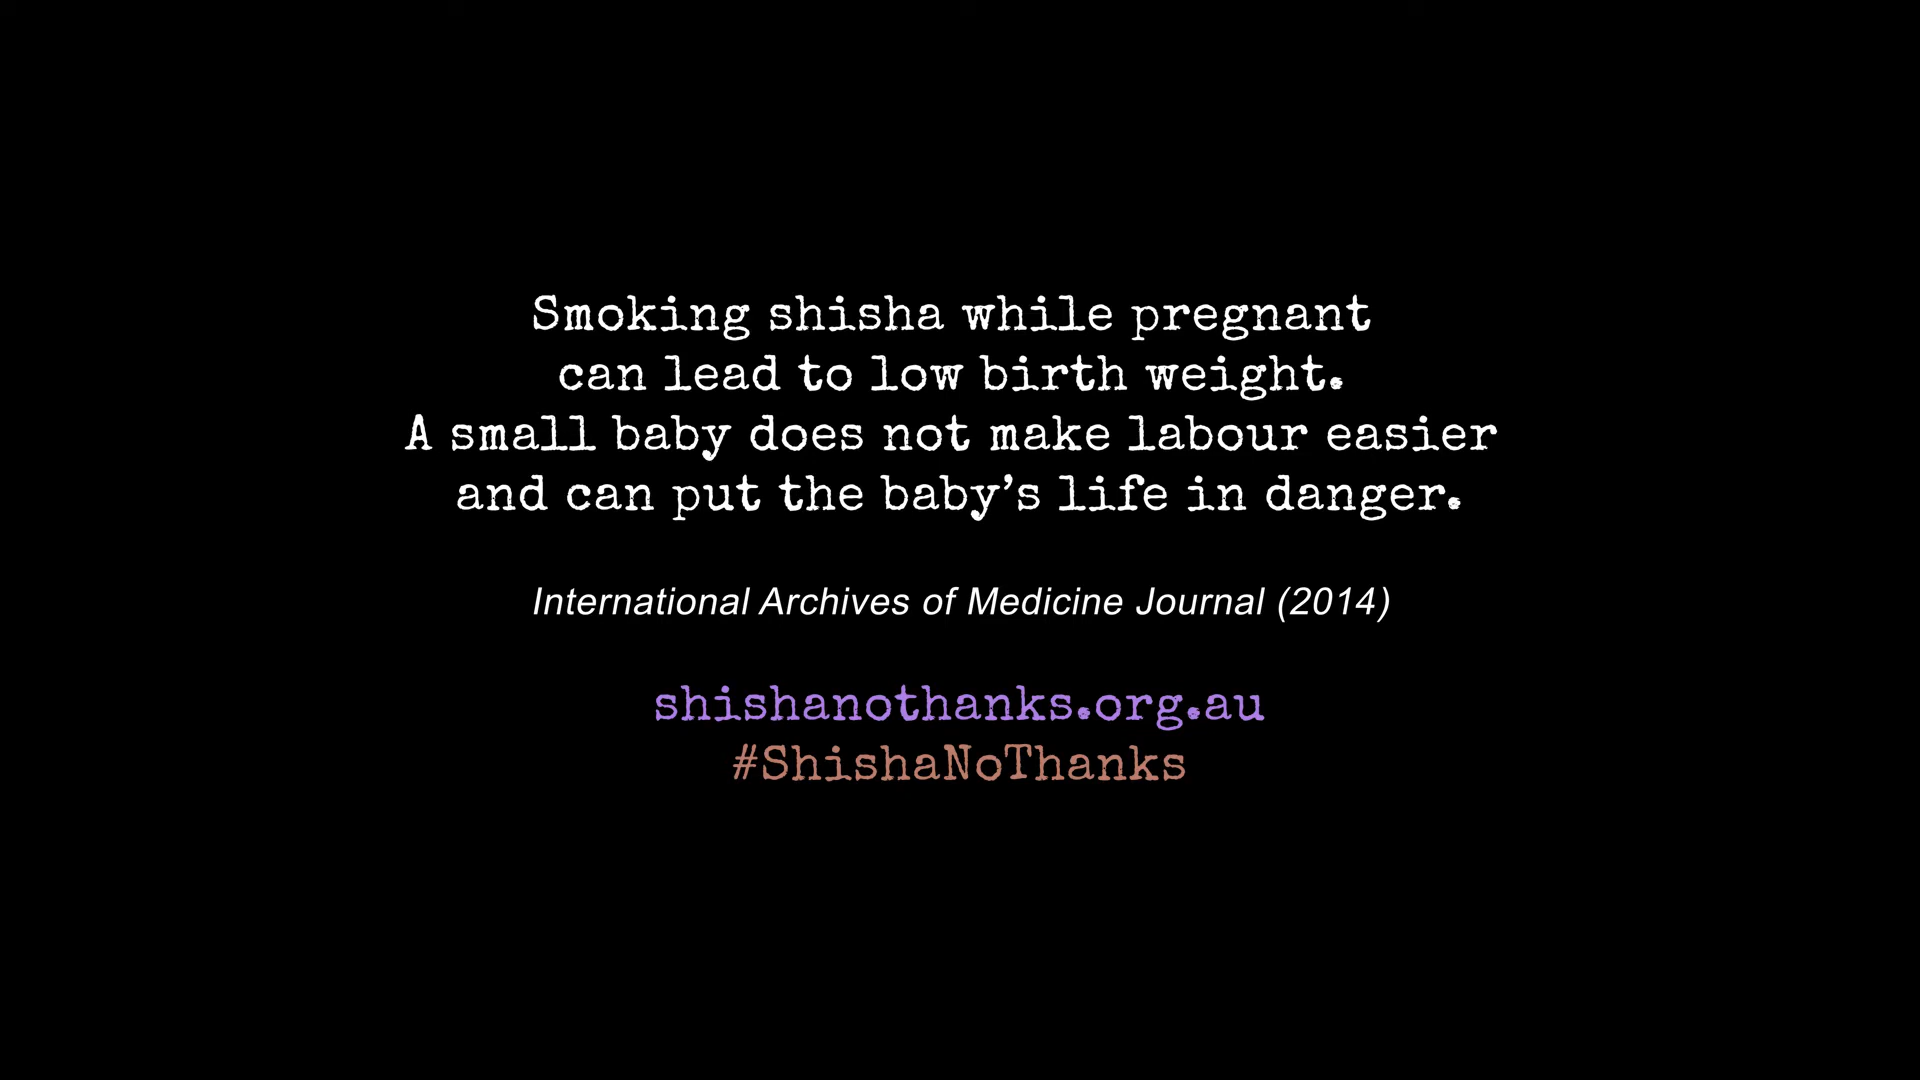 Smoking shisha while pregnant
can lead to low birth weight.
A small baby does not make labour easier
and can put the baby’s life in danger.
International Archives of Medicine Journal (2014)
shishanothanks.org.au
#ShishaNoThanks